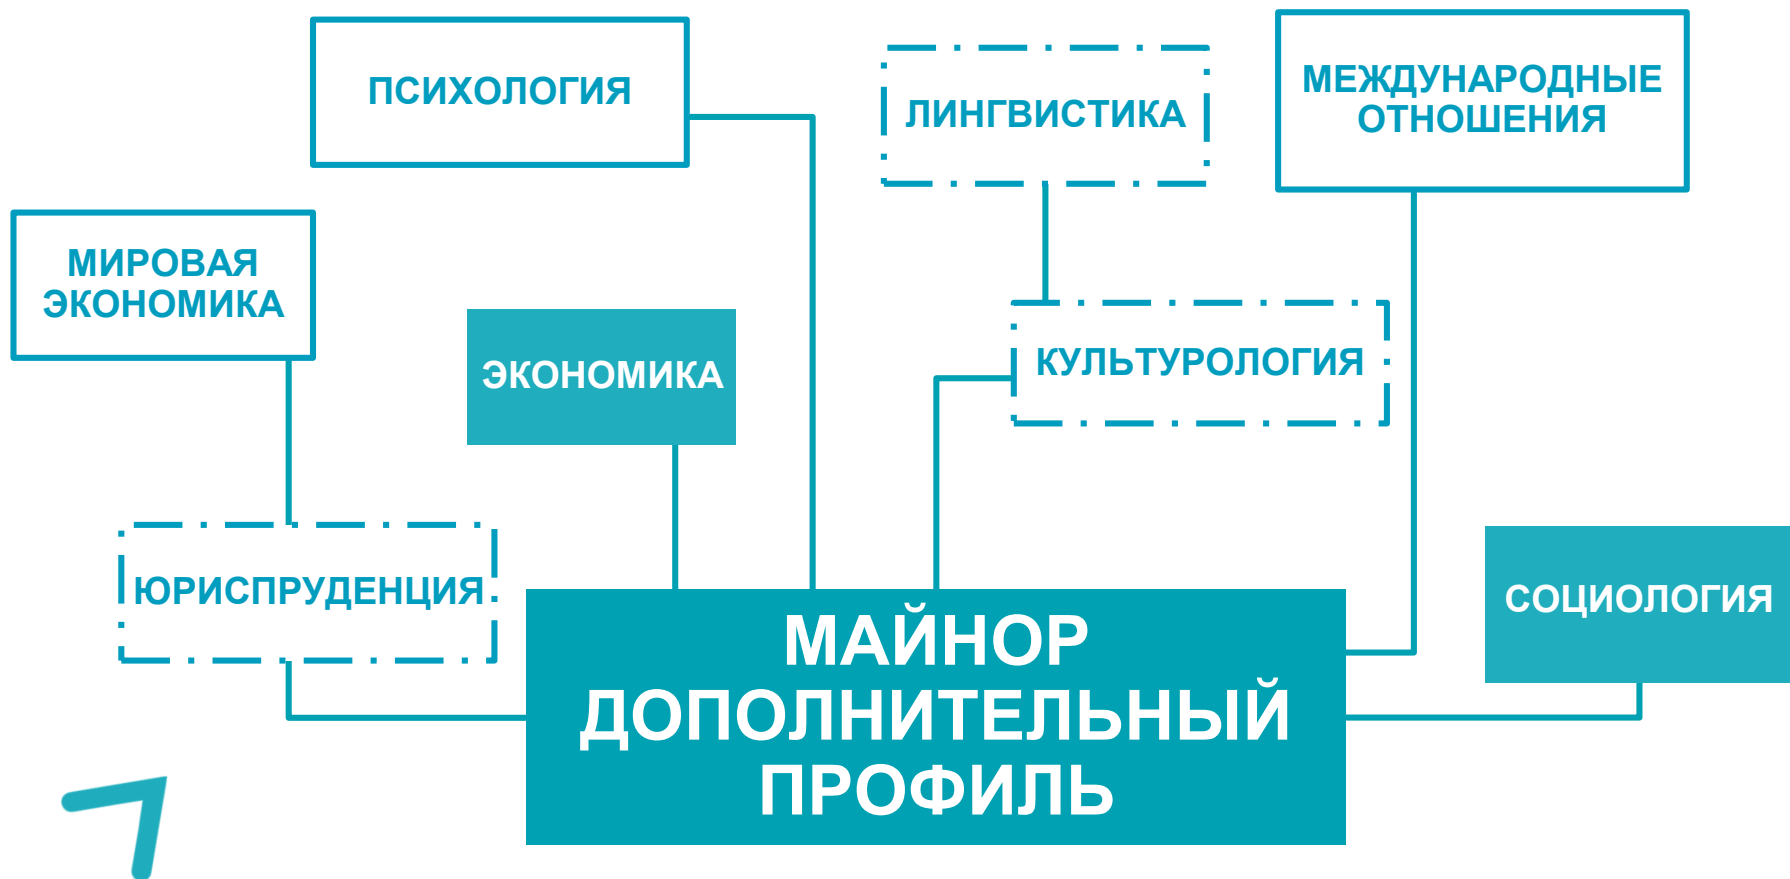 ПСИХОЛОГИЯ
ЛИНГВИСТИКА
МЕЖДУНАРОДНЫЕ
ОТНОШЕНИЯ
МИРОВАЯ
ЭКОНОМИКА
ЭКОНОМИКА
КУЛЬТУРОЛОГИЯ
ЮРИСПРУДЕНЦИЯ
СОЦИОЛОГИЯ
МАЙНОР
ДОПОЛНИТЕЛЬНЫЙ
ПРОФИЛЬ